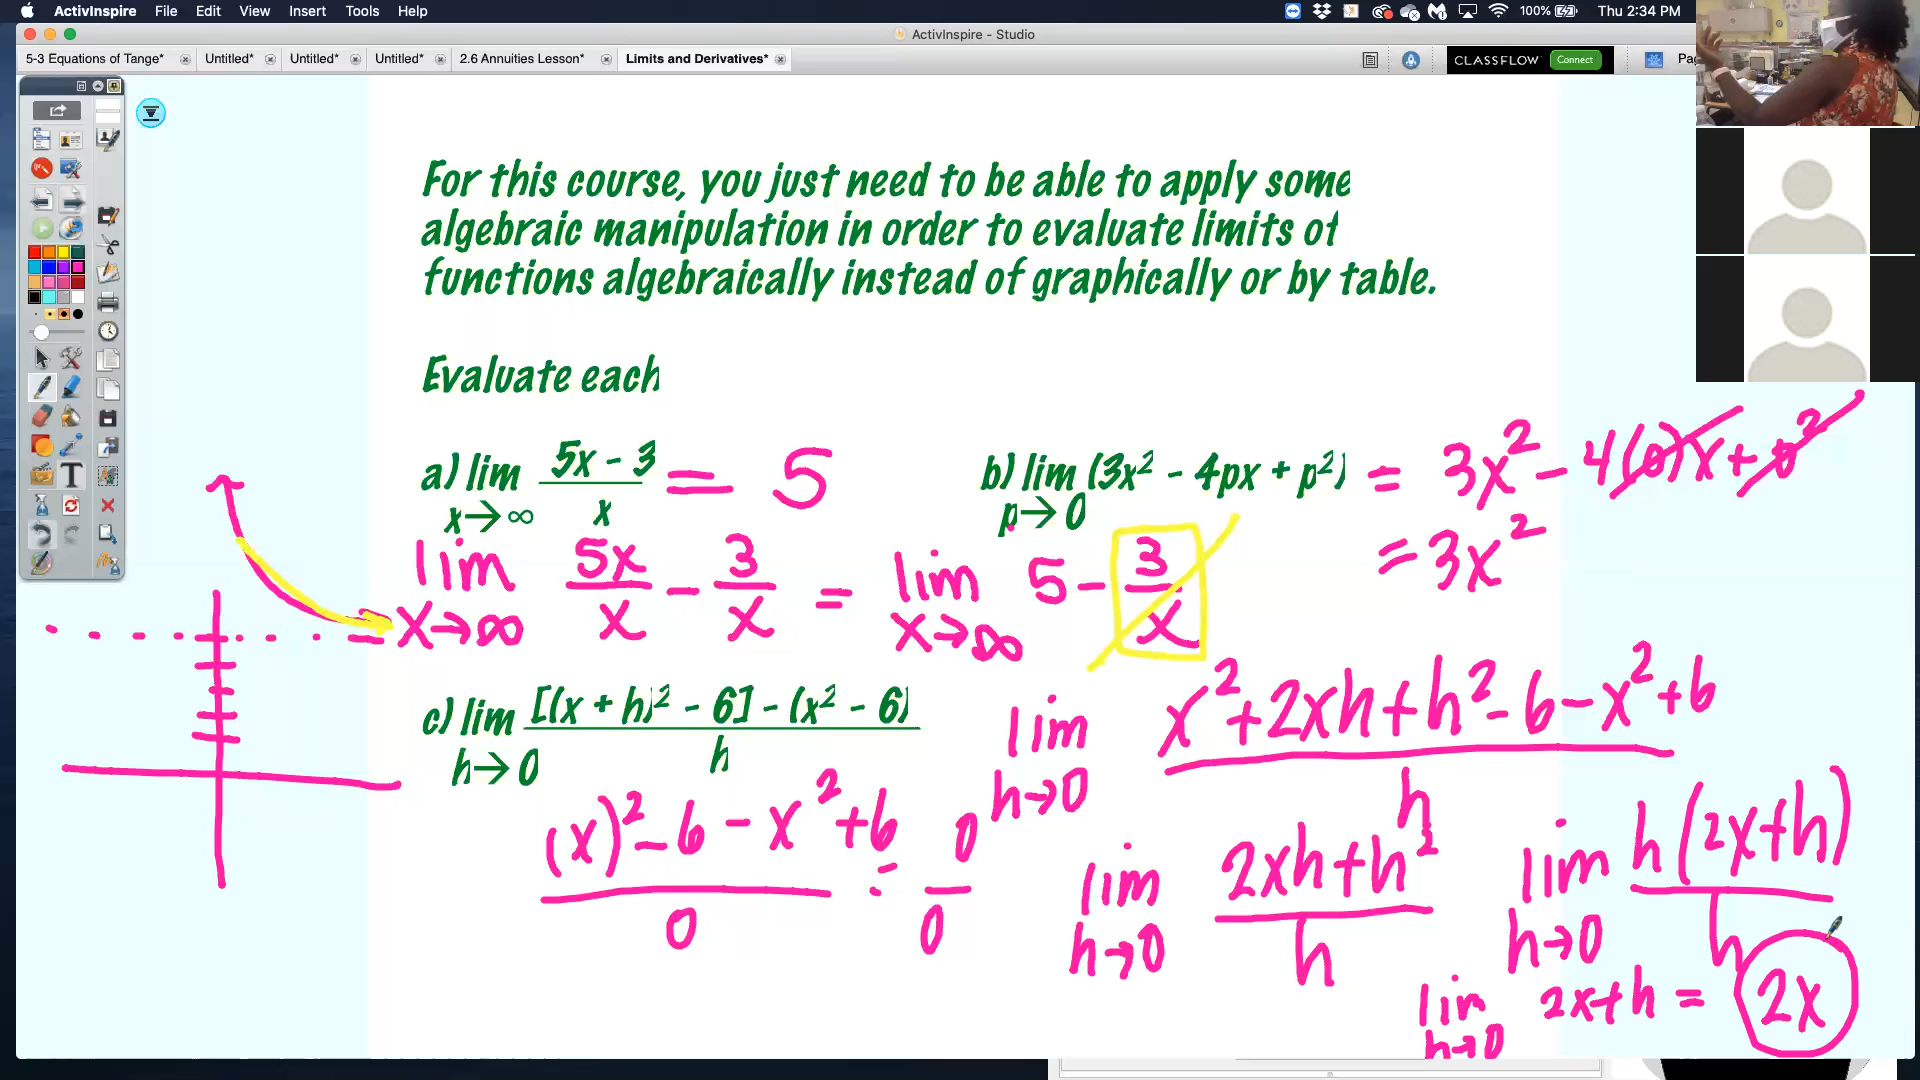 ActivInspire File Edit View Insert Tools Help 100% Thu 2:34 PM
ActivInspire - Studio
5-3 Equations of Tange* Untitled* Untitled* Untitled* 2.6 Annuities Lesson* Limits and Derivatives* CLASSFLOW Connect
For this course, you just need to be able to apply some
algebraic manipulation in order to evaluate limits of
functions algebraically instead of graphically or by table.
Evaluate each
a) lim x→∞ (5x - 3)/x = 5
b) lim p→0 (3x² - 4px + p²) = 3x² - 4(0)x + 0²
= 3x²
lim x→∞ 5x/x - 3/x = lim x→∞ 5 - 3/x
c) lim h→0 [(x + h)² - 6] - (x² - 6) / h
lim h→0 (x² + 2xh + h² - 6 - x² + 6)/h
((x)² - 6 - x² + 6)/0 = 0/0
lim h→0 (2xh + h²)/h
lim h→0 h(2x + h)/h
lim h→0 2x + h = 2x